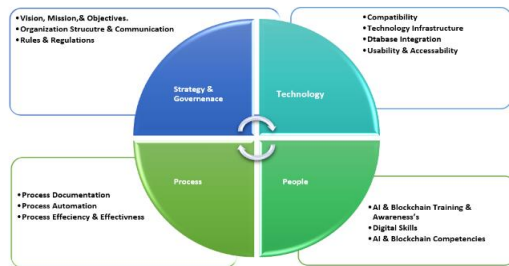 •Vision, Mission,& Objectives.
•Organization Strucutre & Communication
•Rules & Regulations
•Compatibility
•Technology Infrastructure
•Dtabase Integration
•Usability & Accessability
Strategy &
Governenace
Technology
Process
People
•Process Documentation
•Process Automation
•Process Effeciency & Effectivness
•AI & Blockchain Training &
Awareness's
•Digital Skills
•AI & Blockchain Competencies